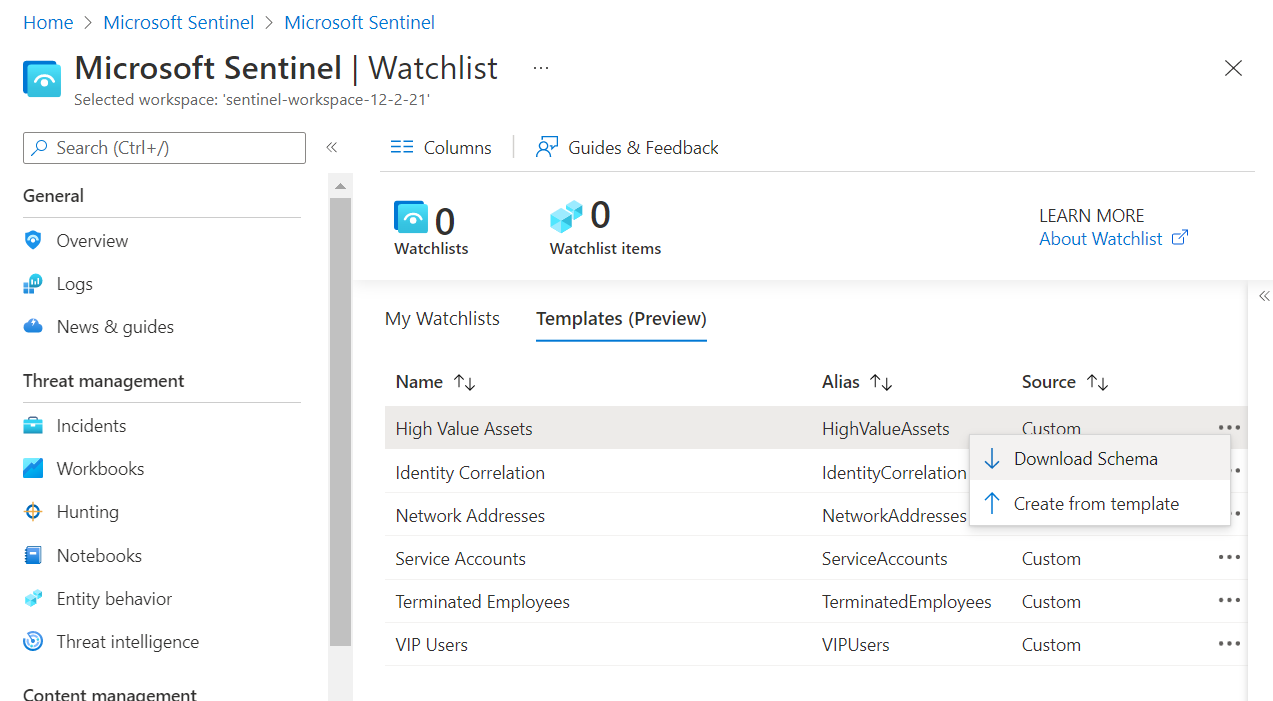 Home > Microsoft Sentinel > Microsoft Sentinel
Microsoft Sentinel | Watchlist ...
Selected workspace: 'sentinel-workspace-12-2-21'
Search (Ctrl+/)
General
Overview
Logs
News & guides
Threat management
Incidents
Workbooks
Hunting
Notebooks
Entity behavior
Threat intelligence
Content management
Columns
Guides & Feedback
0
Watchlists
0
Watchlist items
LEARN MORE
About Watchlist
My Watchlists Templates (Preview)
Name Alias Source
High Value Assets HighValueAssets Custom
Identity Correlation IdentityCorrelation
Network Addresses NetworkAddresses
Service Accounts ServiceAccounts Custom
Terminated Employees TerminatedEmployees Custom
VIP Users VIPUsers Custom
Download Schema
Create from template